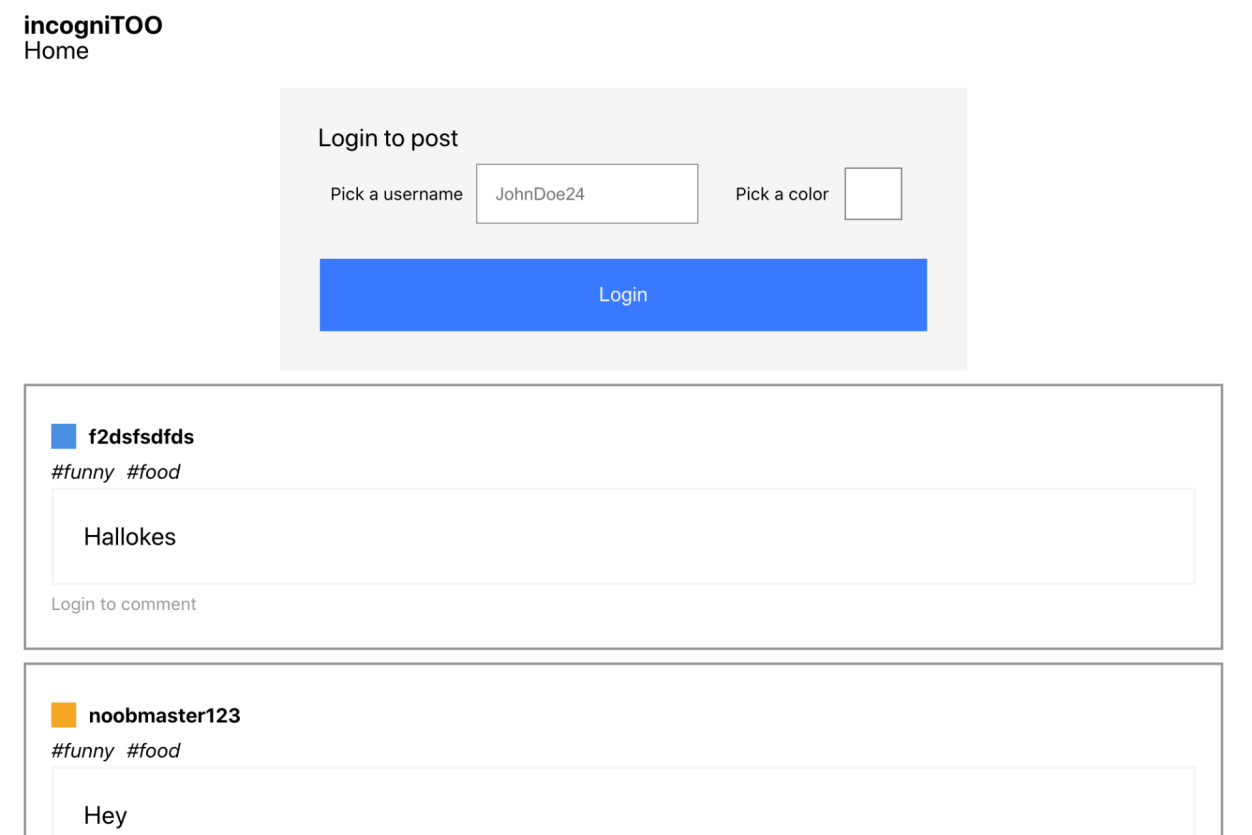 incogniTOO
Home
Login to post
Pick a username JohnDoe24 Pick a color
Login
f2dsfsdfds
#funny #food
Hallokes
Login to comment
noobmaster123
#funny #food
Hey